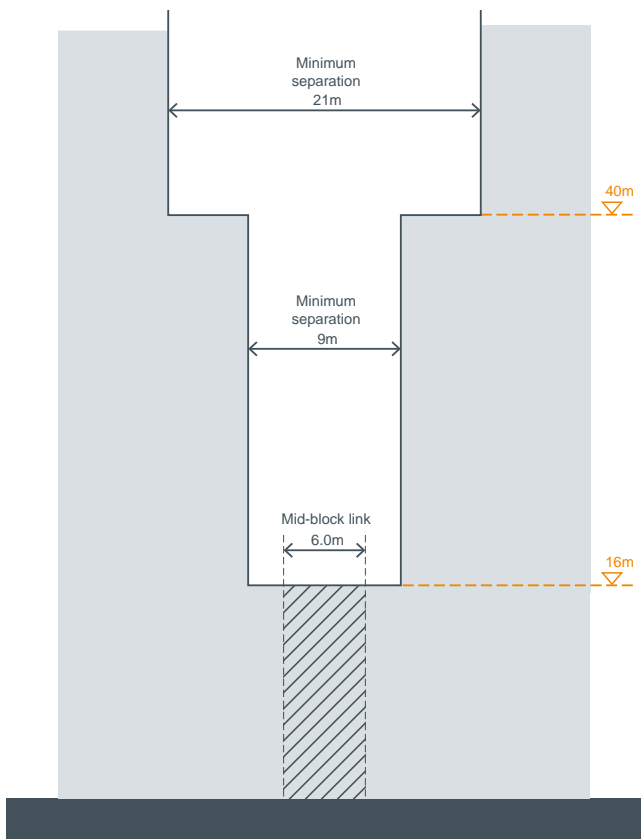 Minimum
separation
21m
40m
Minimum
separation
9m
Mid-block link
6.0m
16m